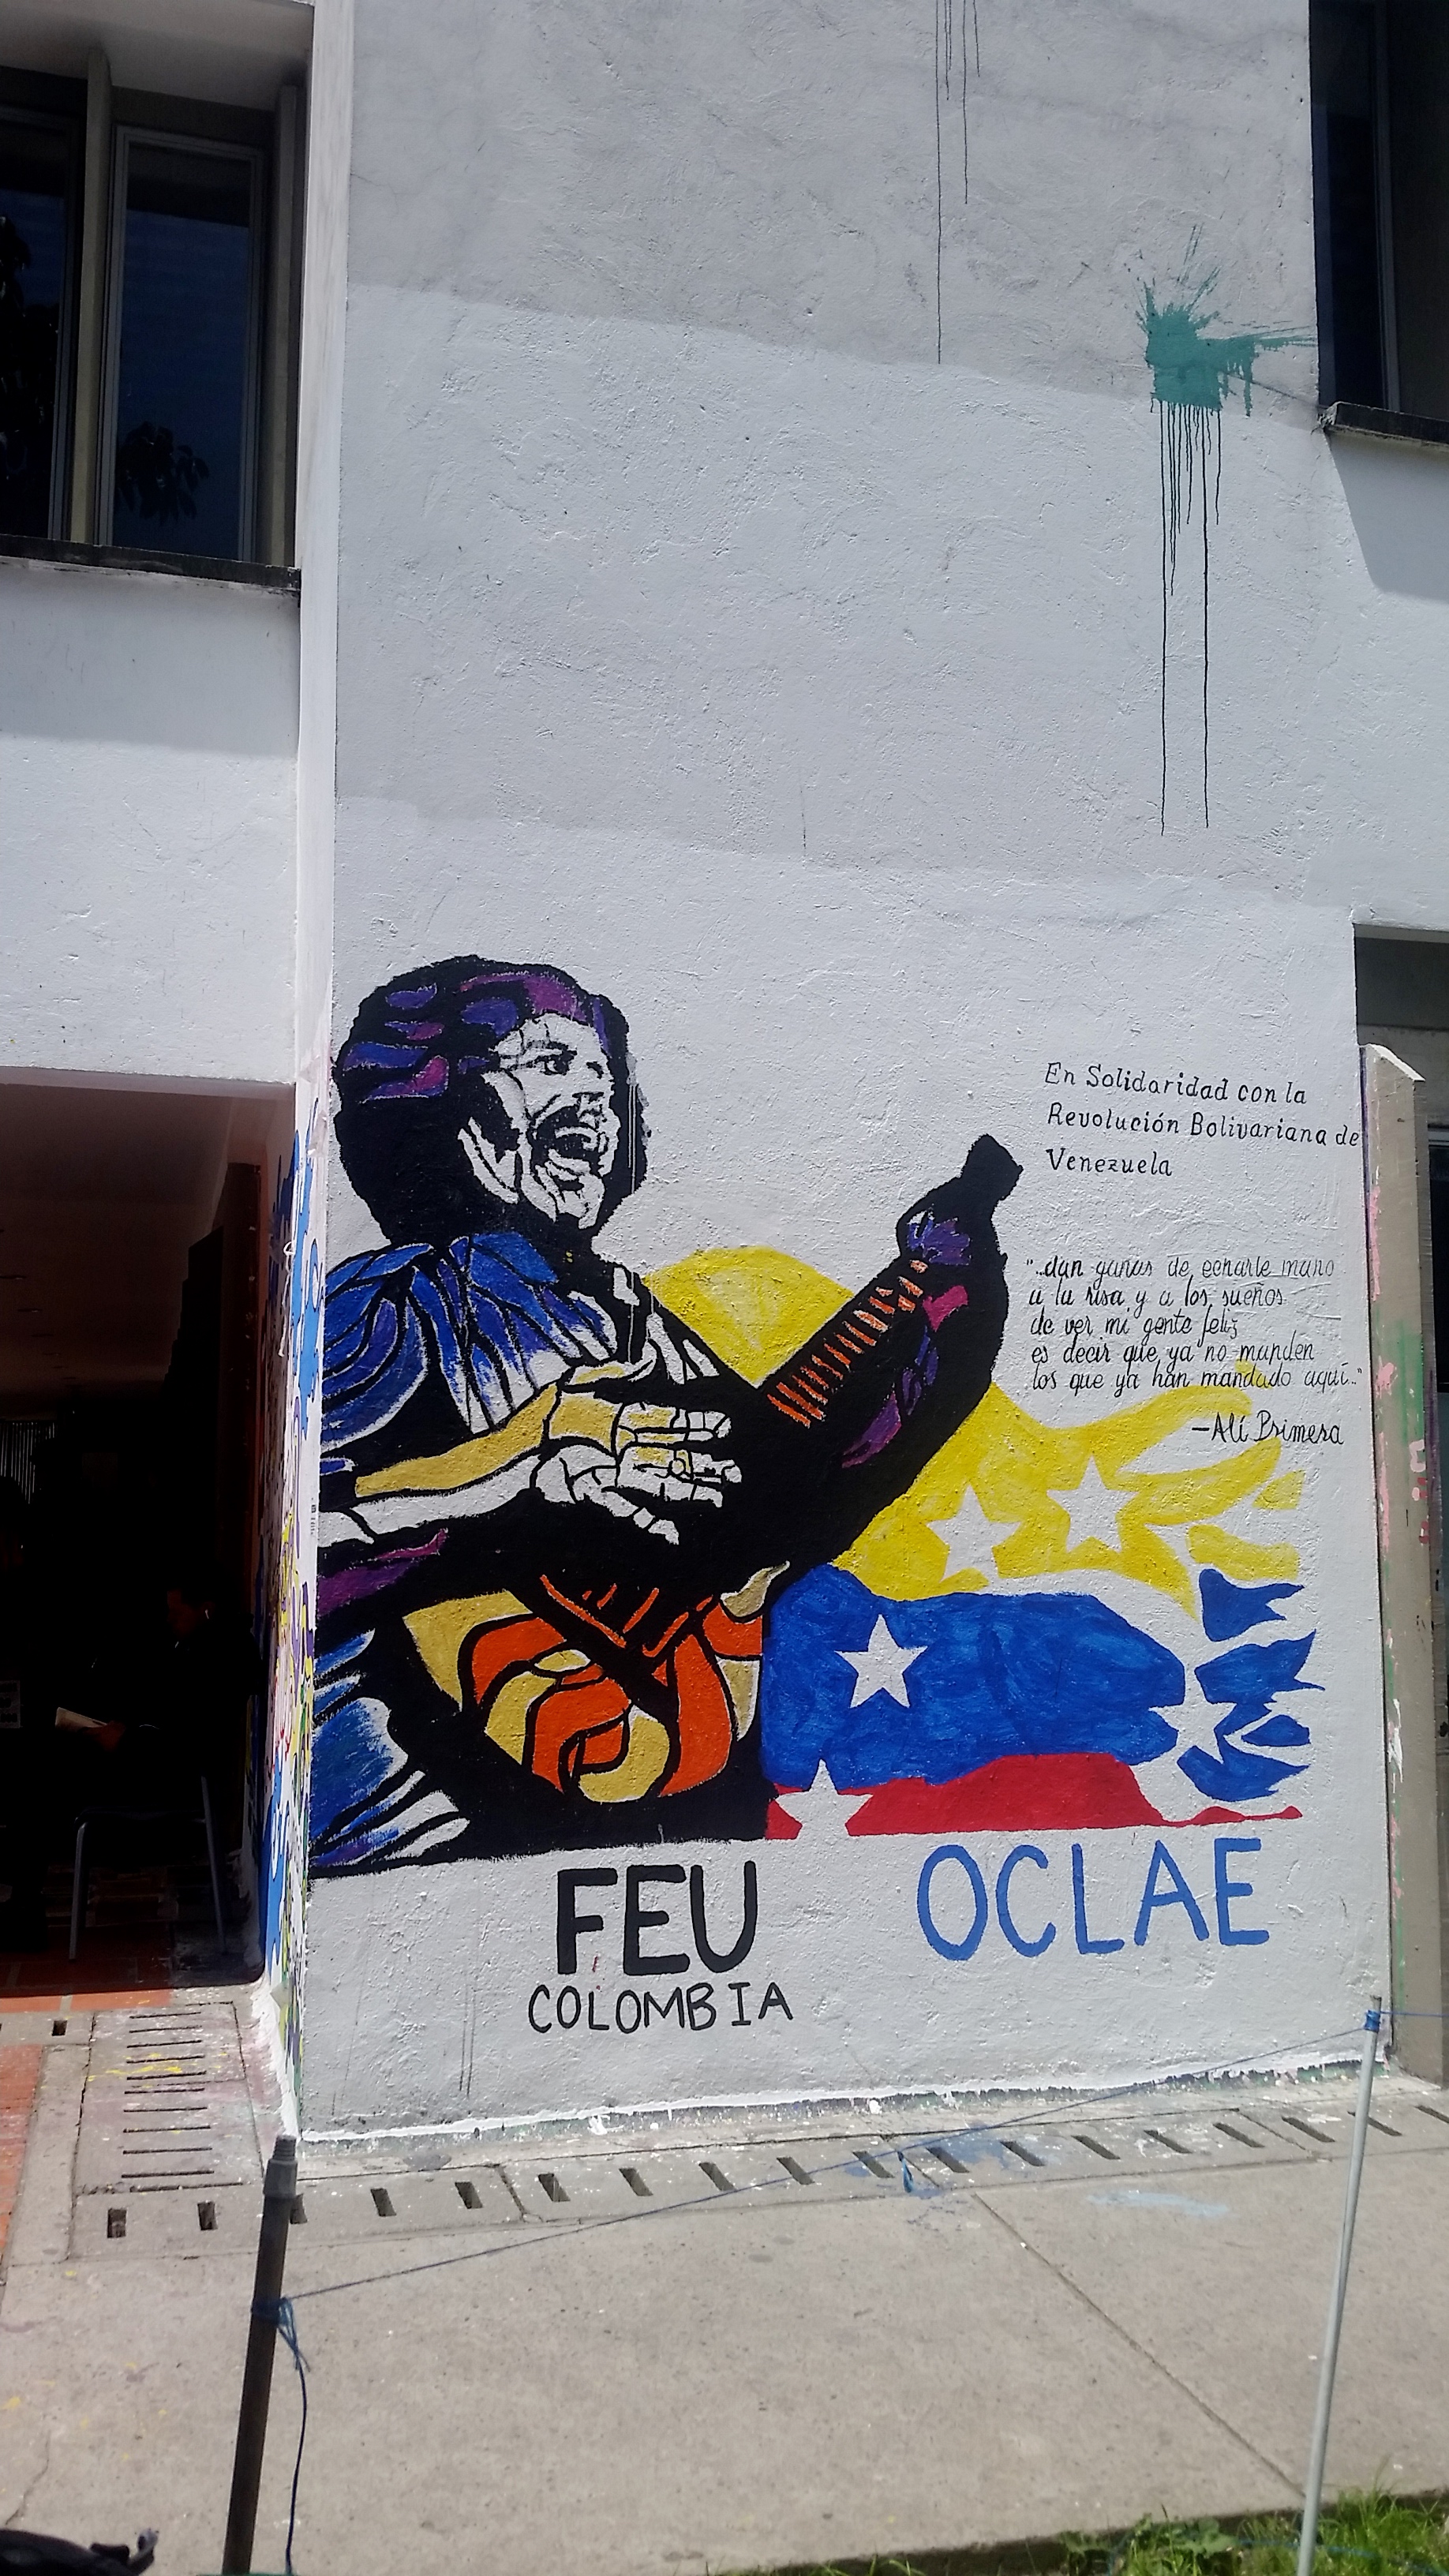 En Solidaridad con la
Revolución Bolivariana de
Venezuela
"...dan ganas de echarle mano
a la risa y a los sueños
de ver mi gente feliz
es decir que ya no manden
los que ya han mandado aquí..."
—Alí Primera
FEU
COLOMBIA
OCLAE